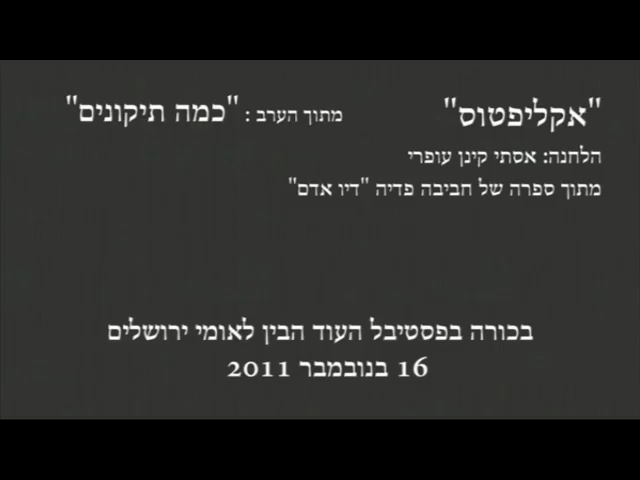 "אקליפטוס" מתוך הערב : "כמה תיקונים"
הלחנה: אסתי קינן עופרי
מתוך ספרה של חביבה פדיה "דיו אדם"
בכורה בפסטיבל העוד הבין לאומי ירושלים
16 בנובמבר 2011